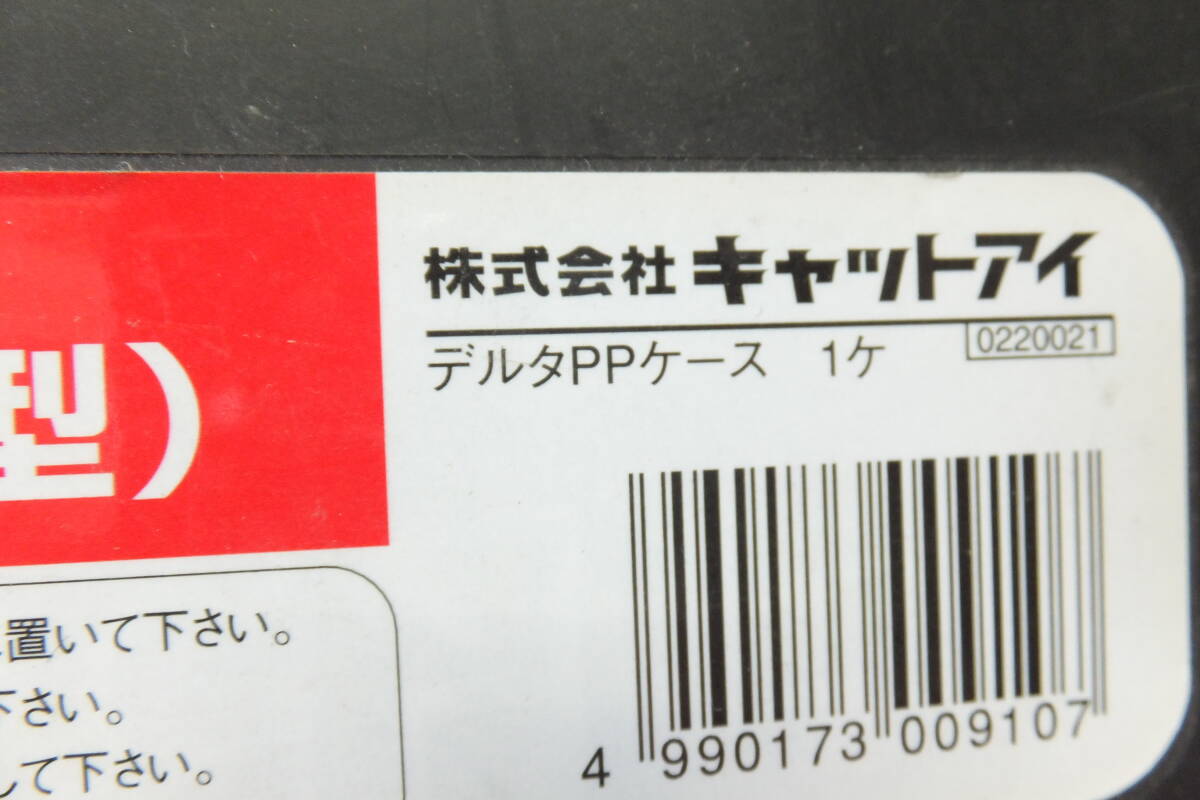 株式会社 キャットアイ
デルタPPケース 1ケ 0220021
型)
置いて下さい。
下さい。
して下さい。
4 990173 009107